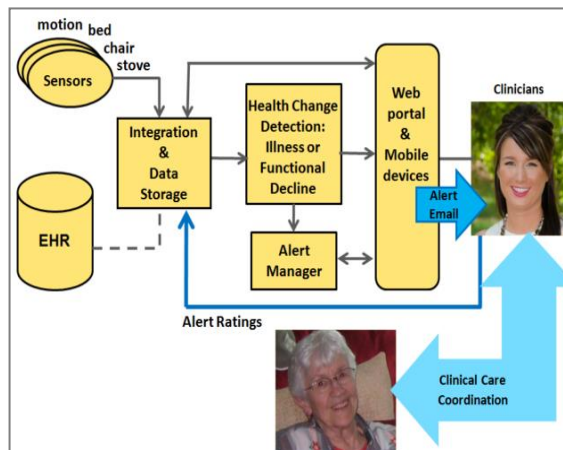 motion
bed
chair
stove
Sensors
Integration
&
Data
Storage
EHR
Health Change
Detection:
Illness or
Functional
Decline
Alert
Manager
Web
portal
&
Mobile
devices
Clinicians
Alert
Email
Alert Ratings
Clinical Care
Coordination